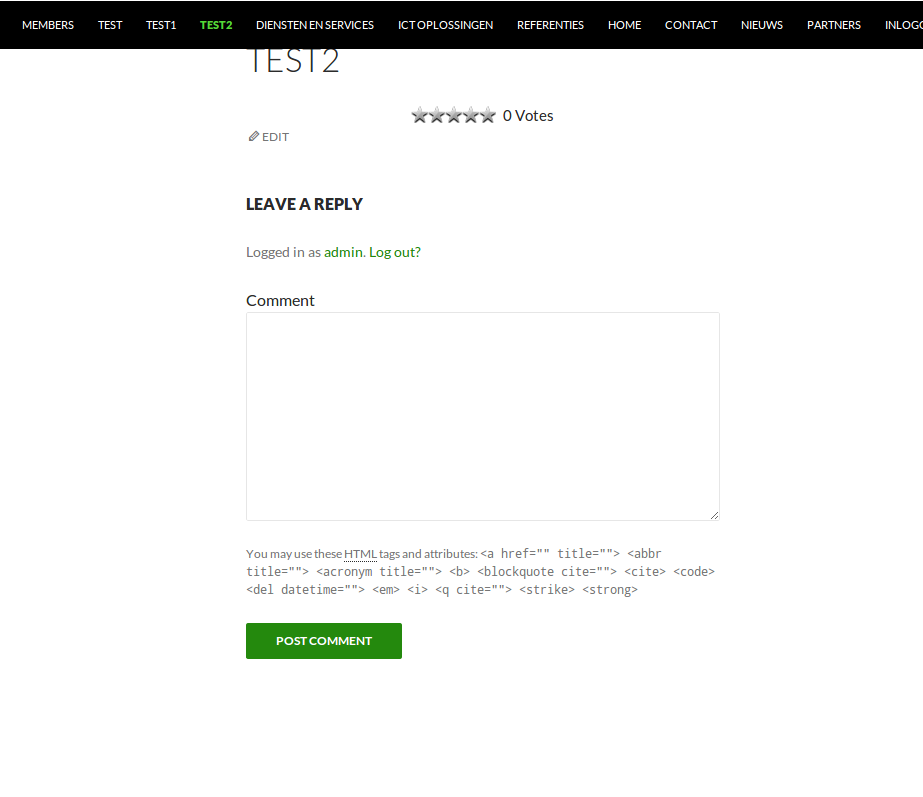 MEMBERS TEST TEST1 TEST2 DIENSTEN EN SERVICES ICT OPLOSSINGEN REFERENTIES HOME CONTACT NIEUWS PARTNERS
TEST2
0 Votes
EDIT
LEAVE A REPLY
Logged in as admin. Log out?
Comment
You may use these HTML tags and attributes: <a href="" title=""> <abbr
title=""> <acronym title=""> <b> <blockquote cite=""> <cite> <code>
<del datetime=""> <em> <i> <q cite=""> <strike> <strong>
POST COMMENT